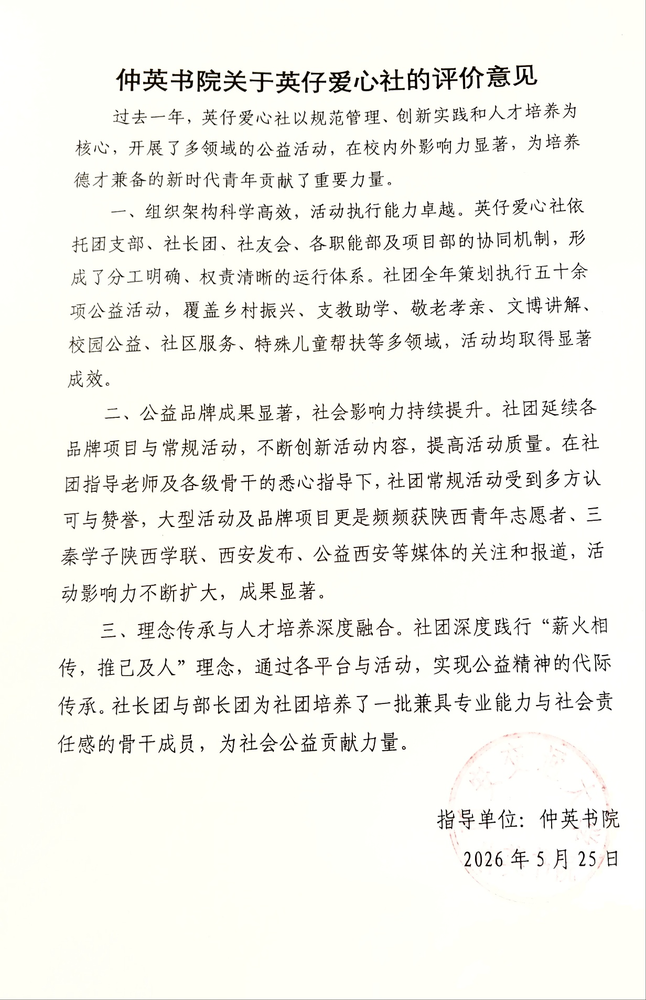 仲英书院关于英仔爱心社的评价意见
过去一年，英仔爱心社以规范管理、创新实践和人才培养为
核心，开展了多领域的公益活动，在校内外影响力显著，为培养
德才兼备的新时代青年贡献了重要力量。
一、组织架构科学高效，活动执行能力卓越。英仔爱心社依
托团支部、社长团、社友会、各职能部及项目部的协同机制，形
成了分工明确、权责清晰的运行体系。社团全年策划执行五十余
项公益活动，覆盖乡村振兴、支教助学、敬老孝亲、文博讲解、
校园公益、社区服务、特殊儿童帮扶等多领域，活动均取得显著
成效。
二、公益品牌成果显著，社会影响力持续提升。社团延续各
品牌项目与常规活动，不断创新活动内容，提高活动质量。在社
团指导老师及各级骨干的悉心指导下，社团常规活动受到多方认
可与赞誉，大型活动及品牌项目更是频频获陕西青年志愿者、三
秦学子陕西学联、西安发布、公益西安等媒体的关注和报道，活
动影响力不断扩大，成果显著。
三、理念传承与人才培养深度融合。社团深度践行“薪火相
传，推己及人”理念，通过各平台与活动，实现公益精神的代际
传承。社长团与部长团为社团培养了一批兼具专业能力与社会责
任感的骨干成员，为社会公益贡献力量。
指导单位：仲英书院
2026年5月25日